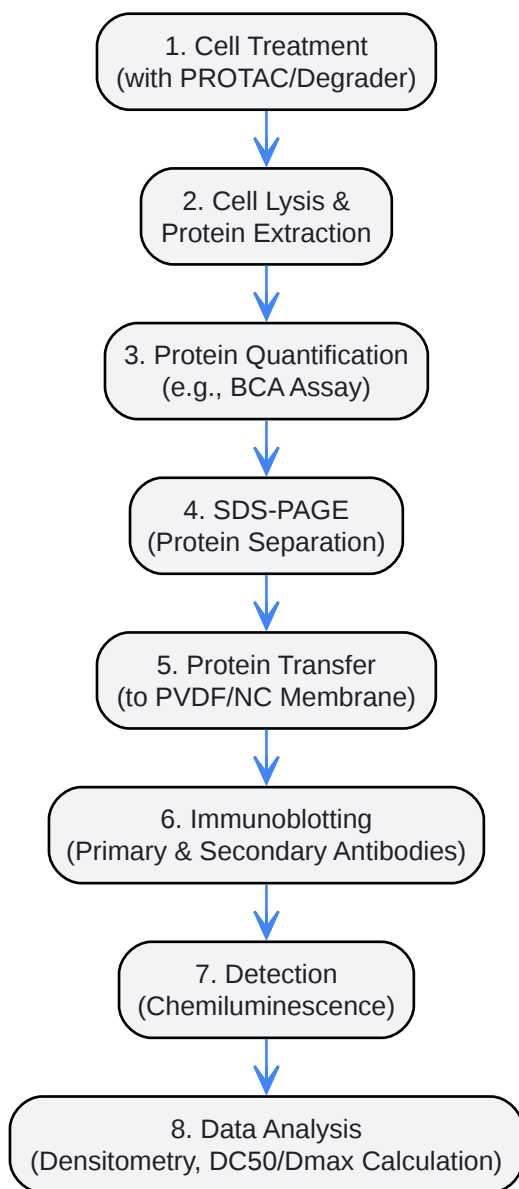 1. Cell Treatment
(with PROTAC/Degrader)
2. Cell Lysis &
Protein Extraction
3. Protein Quantification
(e.g., BCA Assay)
4. SDS-PAGE
(Protein Separation)
5. Protein Transfer
(to PVDF/NC Membrane)
6. Immunoblotting
(Primary & Secondary Antibodies)
7. Detection
(Chemiluminescence)
8. Data Analysis
(Densitometry, DC50/Dmax Calculation)